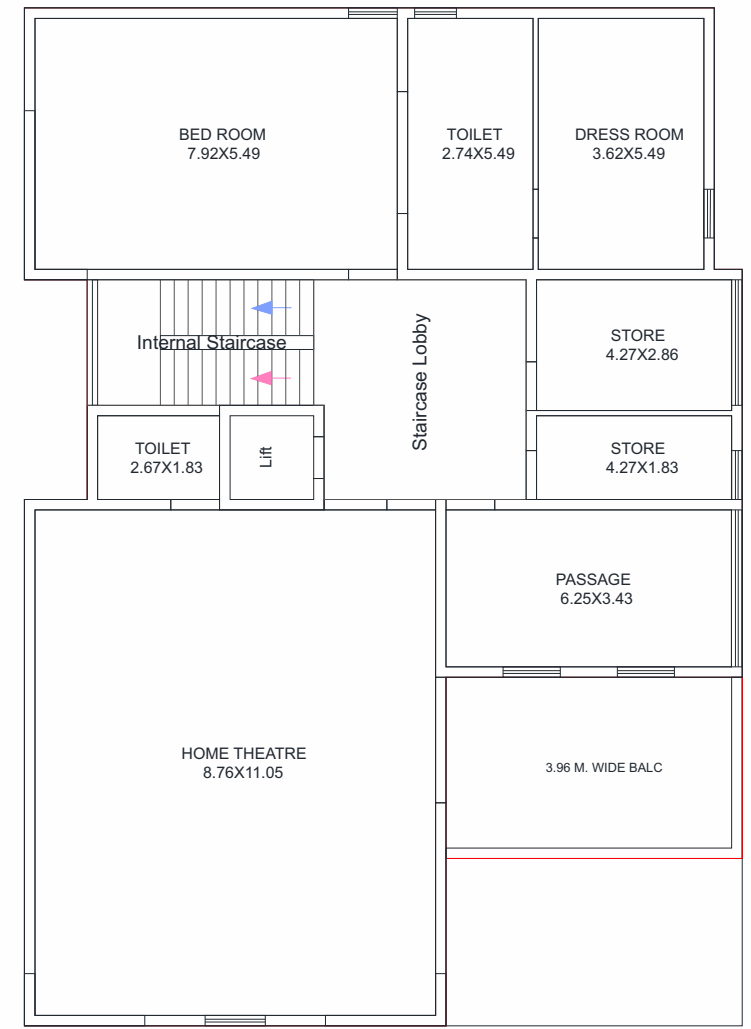 BED ROOM
7.92X5.49
TOILET
2.74X5.49
DRESS ROOM
3.62X5.49
Internal Staircase
Staircase Lobby
STORE
4.27X2.86
TOILET
2.67X1.83
Lift
STORE
4.27X1.83
PASSAGE
6.25X3.43
HOME THEATRE
8.76X11.05
3.96 M. WIDE BALC